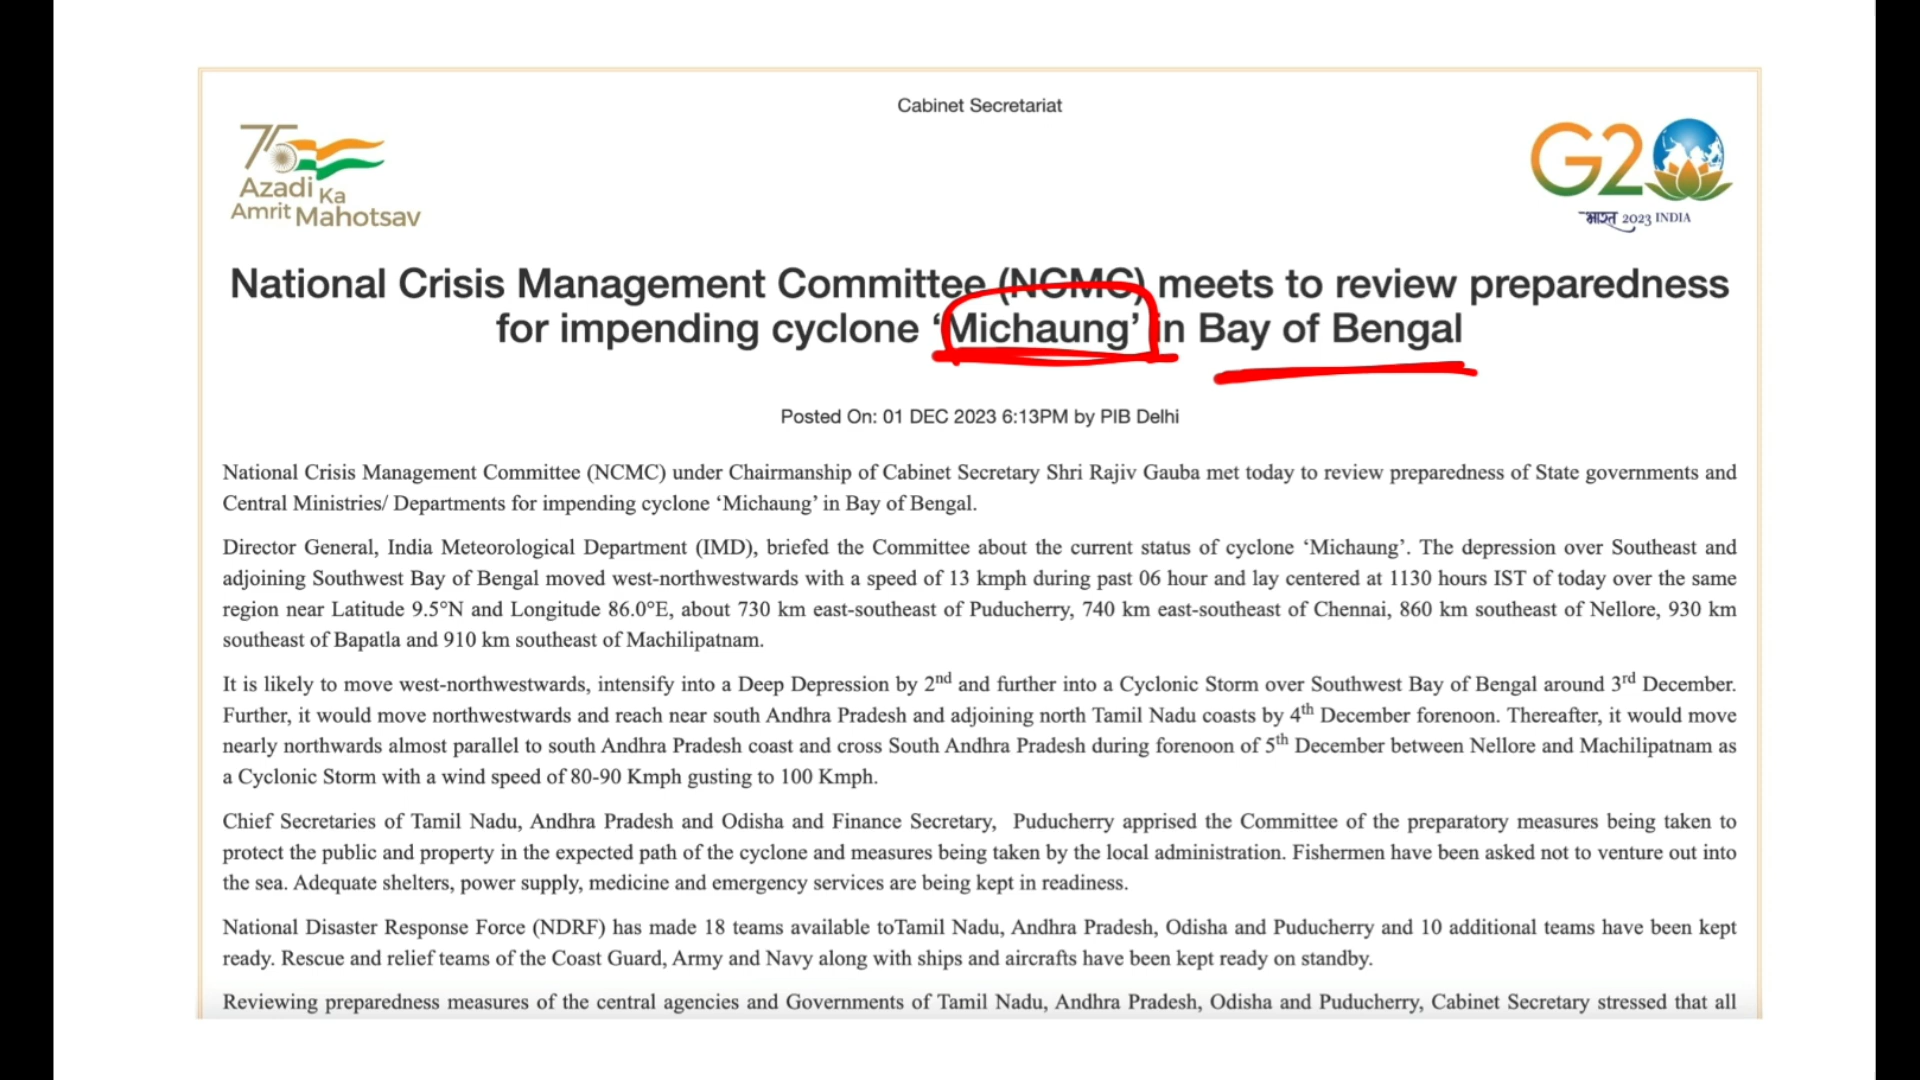 Cabinet Secretariat
75
Azadi Ka
Amrit Mahotsav
G20
भारत 2023 INDIA
National Crisis Management Committee (NCMC) meets to review preparedness
for impending cyclone ‘Michaung’ in Bay of Bengal
Posted On: 01 DEC 2023 6:13PM by PIB Delhi
National Crisis Management Committee (NCMC) under Chairmanship of Cabinet Secretary Shri Rajiv Gauba met today to review preparedness of State governments and
Central Ministries/ Departments for impending cyclone ‘Michaung’ in Bay of Bengal.
Director General, India Meteorological Department (IMD), briefed the Committee about the current status of cyclone ‘Michaung’. The depression over Southeast and
adjoining Southwest Bay of Bengal moved west-northwestwards with a speed of 13 kmph during past 06 hour and lay centered at 1130 hours IST of today over the same
region near Latitude 9.5°N and Longitude 86.0°E, about 730 km east-southeast of Puducherry, 740 km east-southeast of Chennai, 860 km southeast of Nellore, 930 km
southeast of Bapatla and 910 km southeast of Machilipatnam.
It is likely to move west-northwestwards, intensify into a Deep Depression by 2nd and further into a Cyclonic Storm over Southwest Bay of Bengal around 3rd December.
Further, it would move northwestwards and reach near south Andhra Pradesh and adjoining north Tamil Nadu coasts by 4th December forenoon. Thereafter, it would move
nearly northwards almost parallel to south Andhra Pradesh coast and cross South Andhra Pradesh during forenoon of 5th December between Nellore and Machilipatnam as
a Cyclonic Storm with a wind speed of 80-90 Kmph gusting to 100 Kmph.
Chief Secretaries of Tamil Nadu, Andhra Pradesh and Odisha and Finance Secretary, Puducherry apprised the Committee of the preparatory measures being taken to
protect the public and property in the expected path of the cyclone and measures being taken by the local administration. Fishermen have been asked not to venture out into
the sea. Adequate shelters, power supply, medicine and emergency services are being kept in readiness.
National Disaster Response Force (NDRF) has made 18 teams available toTamil Nadu, Andhra Pradesh, Odisha and Puducherry and 10 additional teams have been kept
ready. Rescue and relief teams of the Coast Guard, Army and Navy along with ships and aircrafts have been kept ready on standby.
Reviewing preparedness measures of the central agencies and Governments of Tamil Nadu, Andhra Pradesh, Odisha and Puducherry, Cabinet Secretary stressed that all